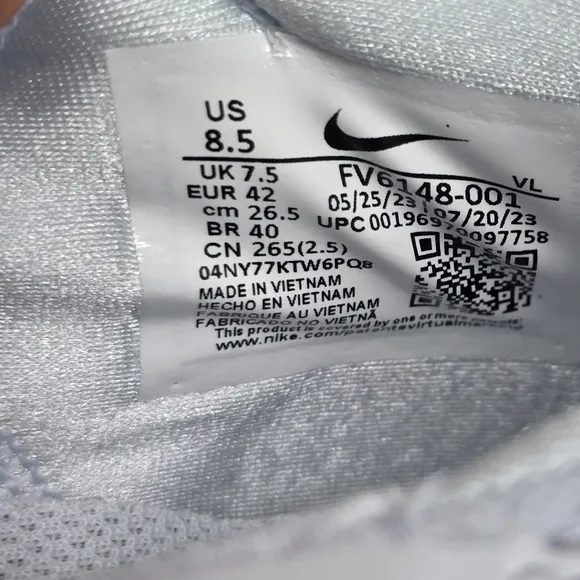 US
8.5
UK 7.5
EUR 42
cm 26.5
BR 40
CN 265(2.5)
04NY77KTW6PQ8
MADE IN VIETNAM
HECHO EN VIETNAM
FABRIQUE AU VIETNAM
FABRICADO NO VIETNÃ
This product is covered by one or more
www.nike.com/patents
VL
FV6148-001
05/25/23 07/20/23
UPC 00196970097758